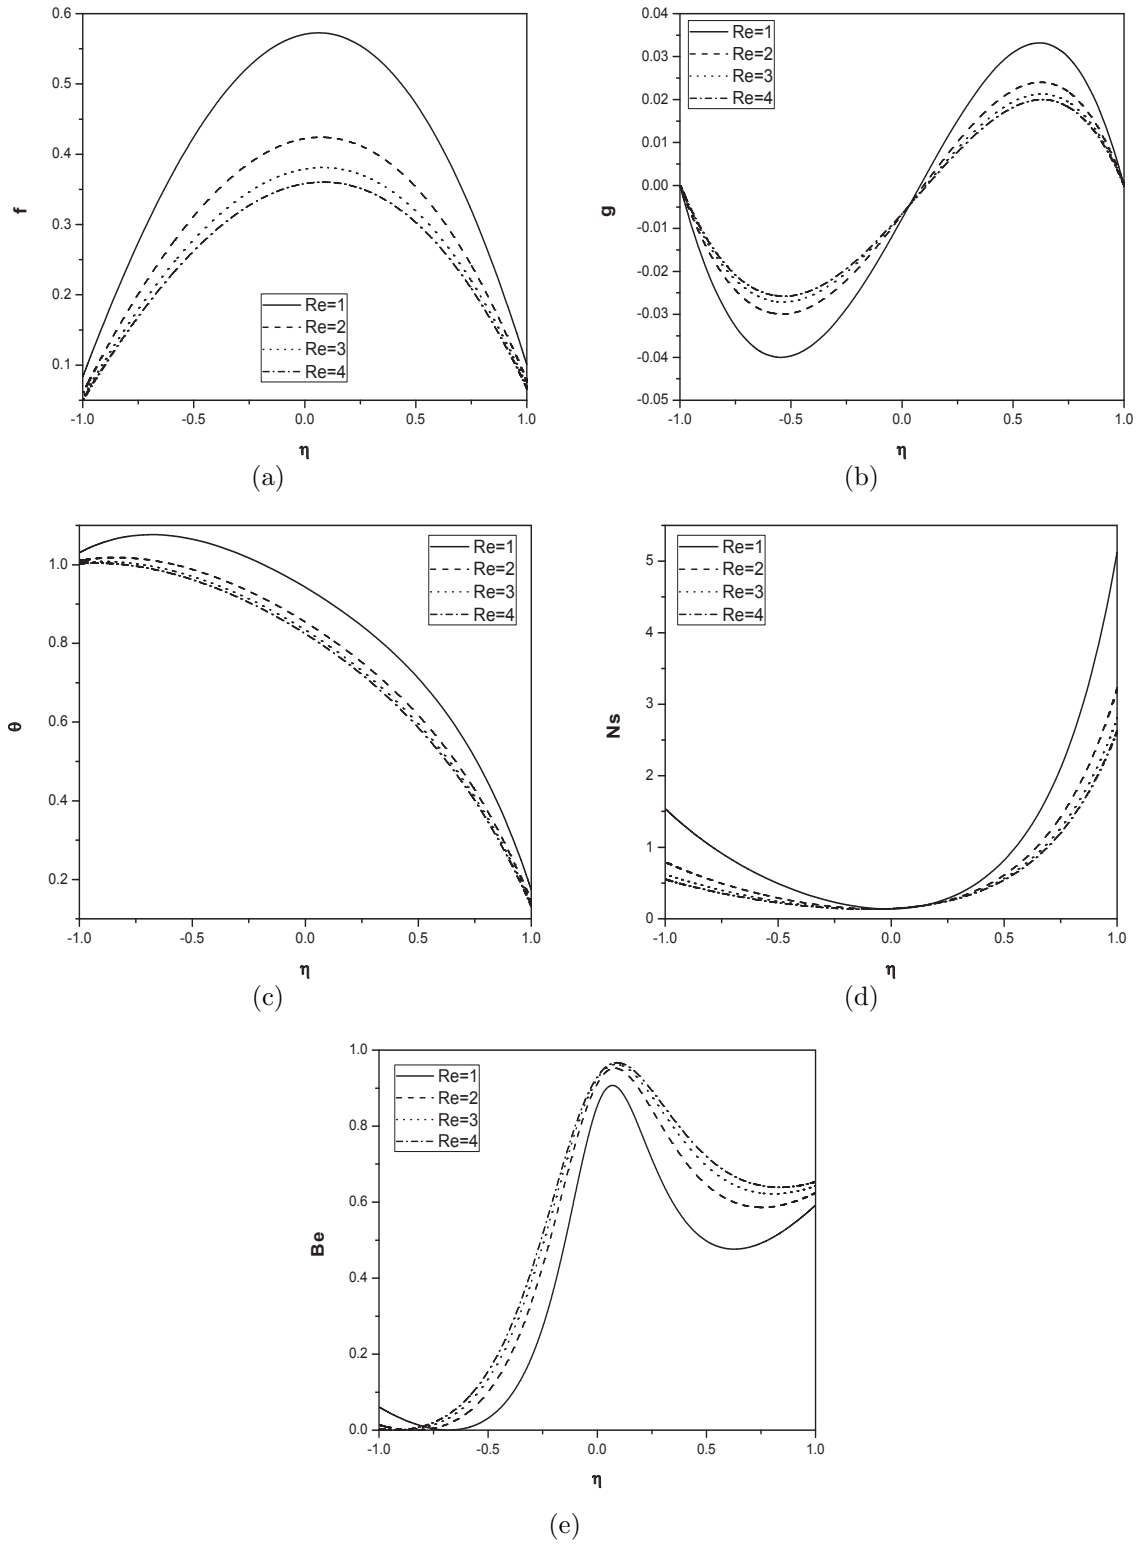 0.6
0.5
0.4
0.3
0.2
0.1
f
Re=1
Re=2
Re=3
Re=4
-1.0 -0.5 0.0 0.5 1.0
η
(a)
0.04
0.03
0.02
0.01
0.00
-0.01
-0.02
-0.03
-0.04
-0.05
g
Re=1
Re=2
Re=3
Re=4
-1.0 -0.5 0.0 0.5 1.0
η
(b)
1.0
0.8
0.6
0.4
0.2
θ
Re=1
Re=2
Re=3
Re=4
-1.0 -0.5 0.0 0.5 1.0
η
(c)
5
4
3
2
1
0
Ns
Re=1
Re=2
Re=3
Re=4
-1.0 -0.5 0.0 0.5 1.0
η
(d)
1.0
0.8
0.6
0.4
0.2
0.0
Be
Re=1
Re=2
Re=3
Re=4
-1.0 -0.5 0.0 0.5 1.0
η
(e)